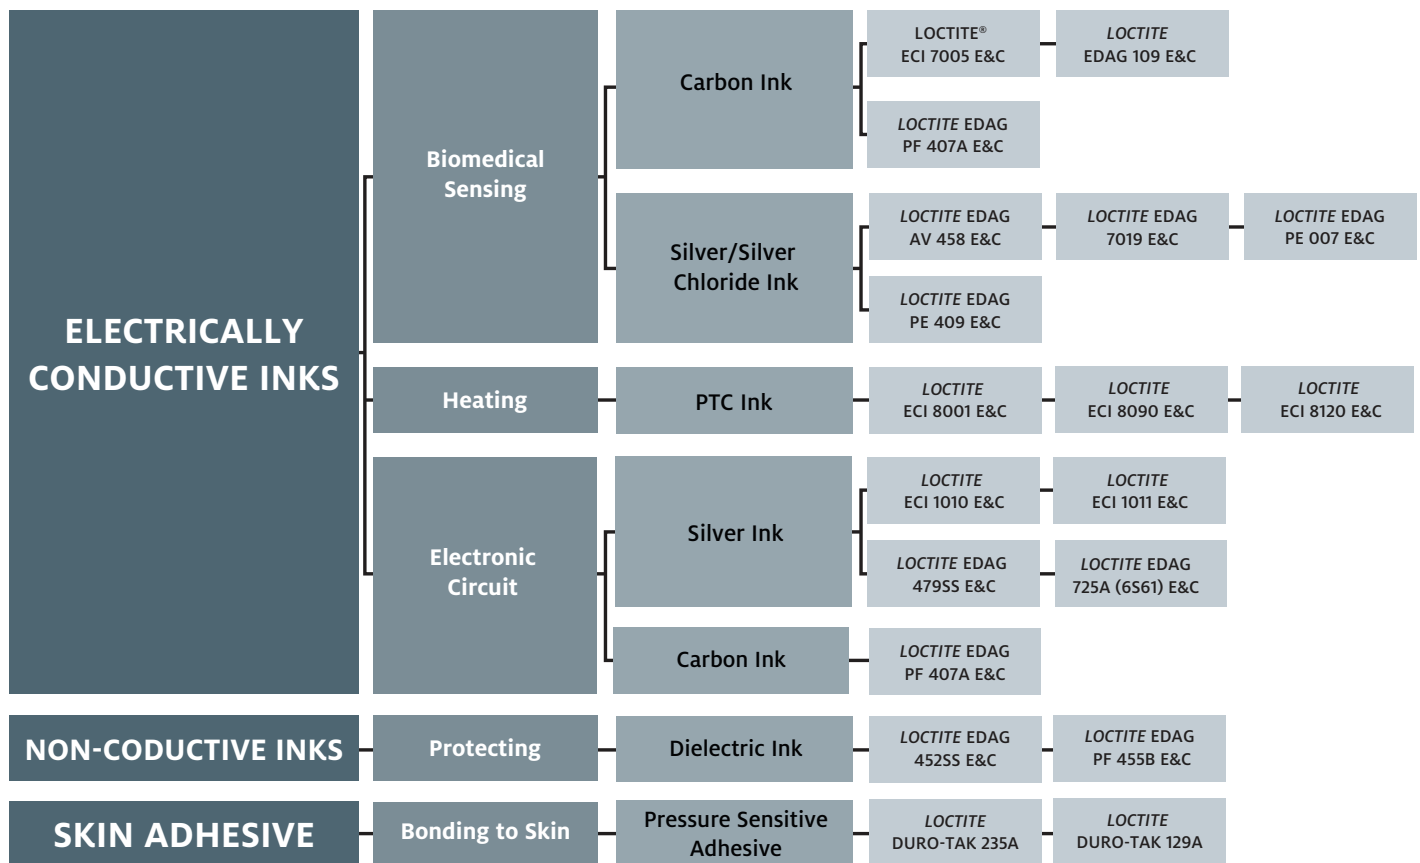 ELECTRICALLY
CONDUCTIVE INKS
Biomedical
Sensing
Carbon Ink
LOCTITE®
ECI 7005 E&C
LOCTITE
EDAG 109 E&C
LOCTITE EDAG
PF 407A E&C
Silver/Silver
Chloride Ink
LOCTITE EDAG
AV 458 E&C
LOCTITE EDAG
7019 E&C
LOCTITE EDAG
PE 007 E&C
LOCTITE EDAG
PE 409 E&C
Heating
PTC Ink
LOCTITE
ECI 8001 E&C
LOCTITE
ECI 8090 E&C
LOCTITE
ECI 8120 E&C
Electronic
Circuit
Silver Ink
LOCTITE
ECI 1010 E&C
LOCTITE
ECI 1011 E&C
LOCTITE EDAG
479SS E&C
LOCTITE EDAG
725A (6S61) E&C
Carbon Ink
LOCTITE EDAG
PF 407A E&C
NON-CODUCTIVE INKS
Protecting
Dielectric Ink
LOCTITE EDAG
452SS E&C
LOCTITE EDAG
PF 455B E&C
SKIN ADHESIVE
Bonding to Skin
Pressure Sensitive
Adhesive
LOCTITE
DURO-TAK 235A
LOCTITE
DURO-TAK 129A